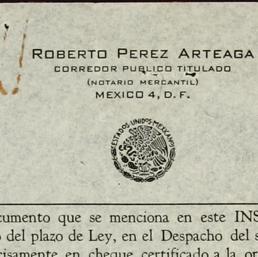 ROBERTO PEREZ ARTEAGA
CORREDOR PUBLICO TITULADO
(NOTARIO MERCANTIL)
MEXICO 4, D. F.
ESTADOS UNIDOS MEXICANOS
cumento que se menciona en este INS
o del plazo de Ley, en el Despacho del s
cisamente en cheque certificado a la or